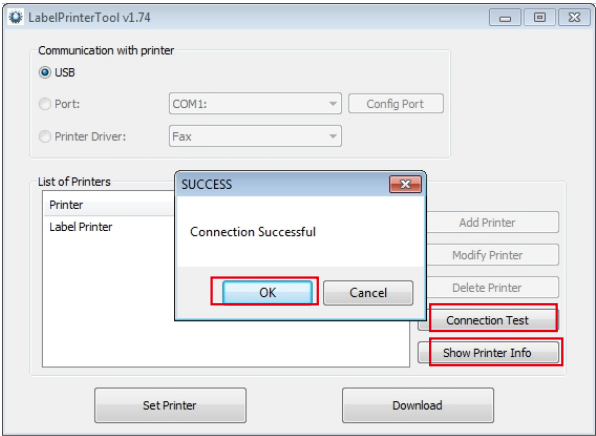 LabelPrinterTool v1.74
Communication with printer
USB
Port: COM1: Config Port
Printer Driver: Fax
List of Printers
Printer
Label Printer
SUCCESS
Connection Successful
OK Cancel
Add Printer
Modify Printer
Delete Printer
Connection Test
Show Printer Info
Set Printer Download